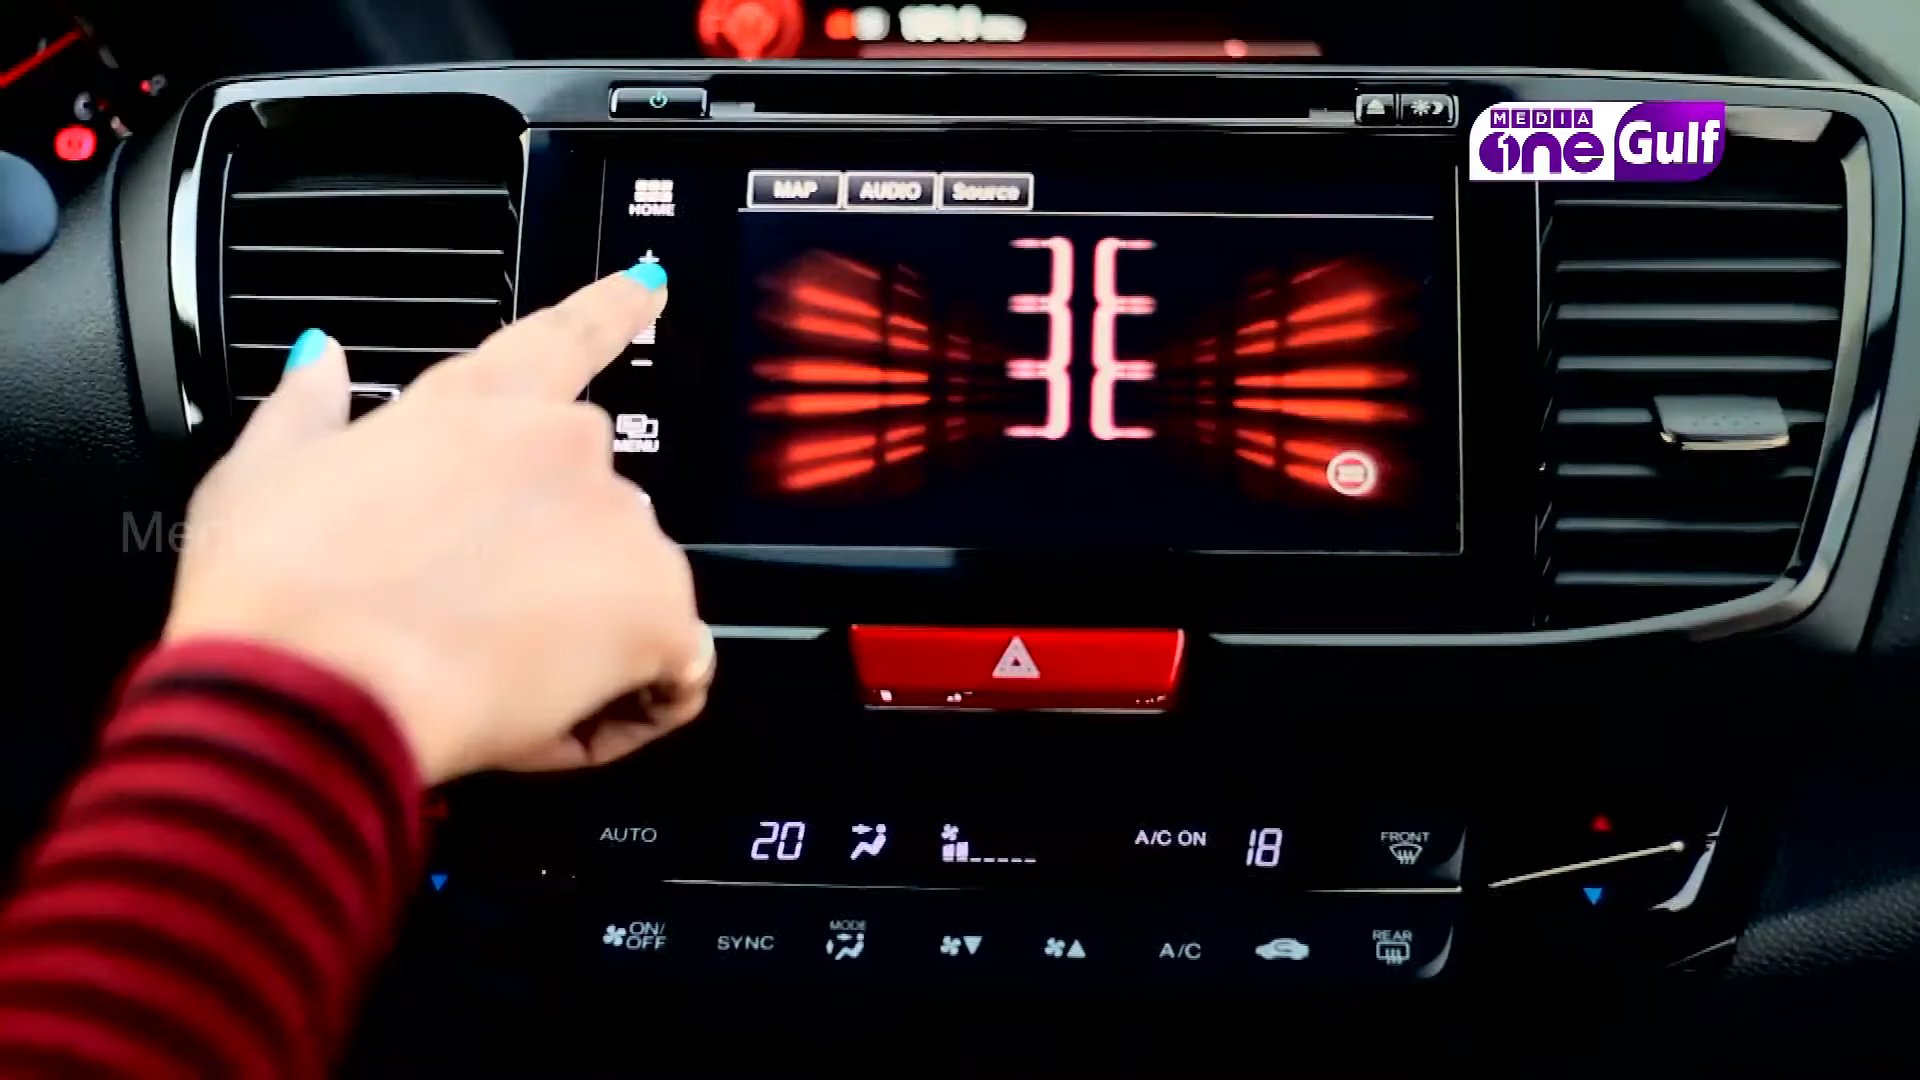 MEDIA
one
Gulf
MAP AUDIO Source
HOME
MENU
AUTO 20 A/C ON 18 FRONT
ON/OFF SYNC MODE A/C REAR